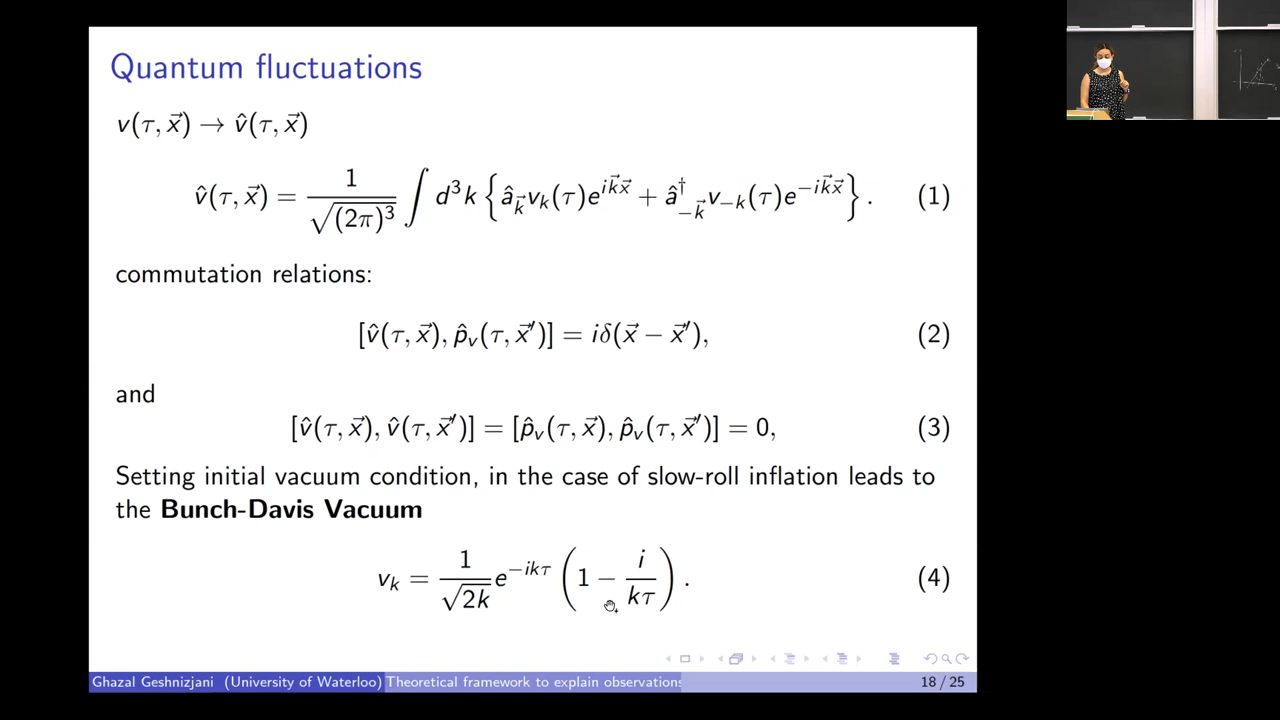 Quantum fluctuations
v(τ, x⃗) → v̂(τ, x⃗)
v̂(τ, x⃗) = 1/√(2π)³ ∫ d³k { â_k⃗ v_k(τ)e^{ik⃗x⃗} + â†_{−k⃗} v_{−k}(τ)e^{−ik⃗x⃗} } . (1)
commutation relations:
[v̂(τ, x⃗), p̂_v(τ, x⃗′)] = iδ(x⃗ − x⃗′), (2)
and
[v̂(τ, x⃗), v̂(τ, x⃗′)] = [p̂_v(τ, x⃗), p̂_v(τ, x⃗′)] = 0, (3)
Setting initial vacuum condition, in the case of slow-roll inflation leads to
the Bunch-Davis Vacuum
v_k = 1/√2k e^{−ikτ} (1 − i/kτ) . (4)
Ghazal Geshnizjani (University of Waterloo) Theoretical framework to explain observations 18 / 25